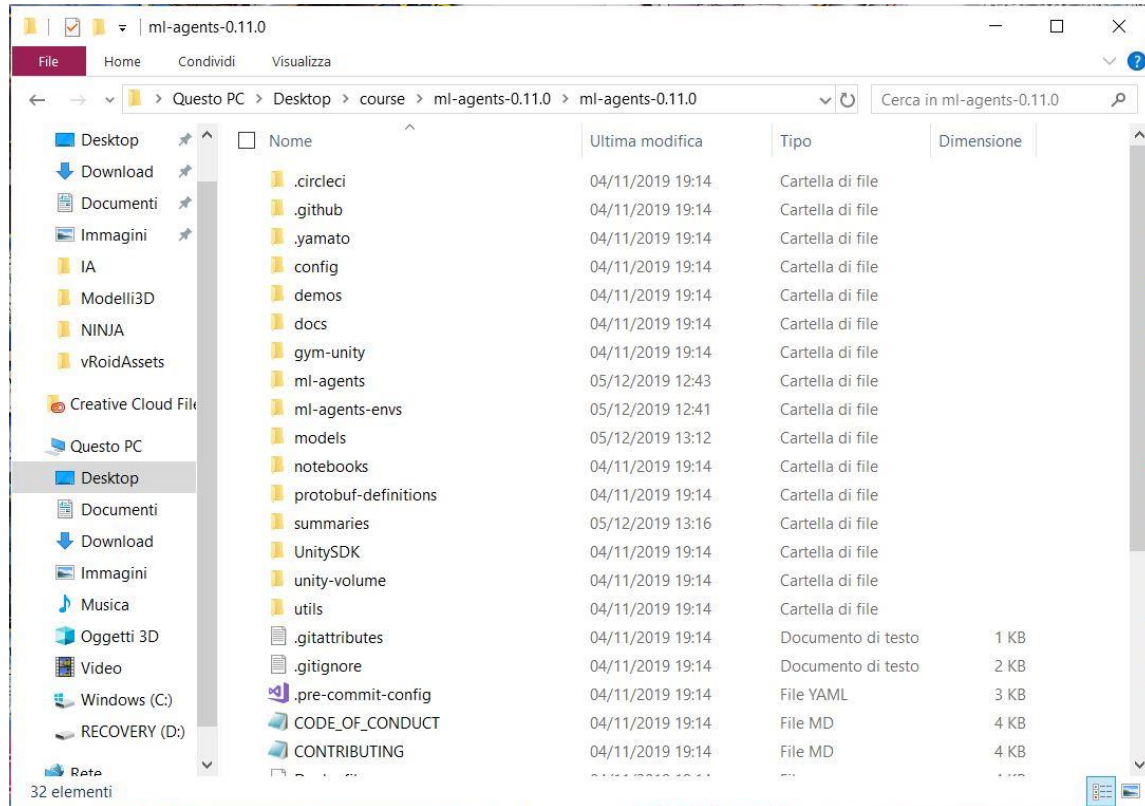 ml-agents-0.11.0
File Home Condividi Visualizza
Questo PC > Desktop > course > ml-agents-0.11.0 > ml-agents-0.11.0 Cerca in ml-agents-0.11.0
Desktop
Download
Documenti
Immagini
IA
Modelli3D
NINJA
vRoidAssets
Creative Cloud File
Questo PC
Desktop
Documenti
Download
Immagini
Musica
Oggetti 3D
Video
Windows (C:)
RECOVERY (D:)
Rete
Nome Ultima modifica Tipo Dimensione
.circleci 04/11/2019 19:14 Cartella di file
.github 04/11/2019 19:14 Cartella di file
.yamato 04/11/2019 19:14 Cartella di file
config 04/11/2019 19:14 Cartella di file
demos 04/11/2019 19:14 Cartella di file
docs 04/11/2019 19:14 Cartella di file
gym-unity 04/11/2019 19:14 Cartella di file
ml-agents 05/12/2019 12:43 Cartella di file
ml-agents-envs 05/12/2019 12:41 Cartella di file
models 05/12/2019 13:12 Cartella di file
notebooks 04/11/2019 19:14 Cartella di file
protobuf-definitions 04/11/2019 19:14 Cartella di file
summaries 05/12/2019 13:16 Cartella di file
UnitySDK 04/11/2019 19:14 Cartella di file
unity-volume 04/11/2019 19:14 Cartella di file
utils 04/11/2019 19:14 Cartella di file
.gitattributes 04/11/2019 19:14 Documento di testo 1 KB
.gitignore 04/11/2019 19:14 Documento di testo 2 KB
.pre-commit-config 04/11/2019 19:14 File YAML 3 KB
CODE_OF_CONDUCT 04/11/2019 19:14 File MD 4 KB
CONTRIBUTING 04/11/2019 19:14 File MD 4 KB
32 elementi